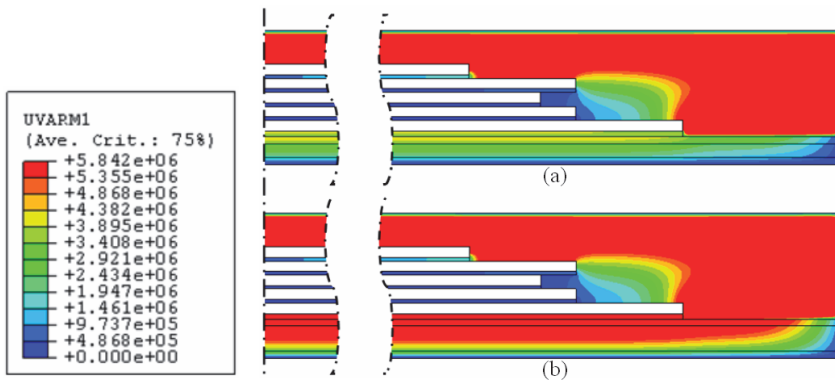 UVARM1
(Ave. Crit.: 75%)
+5.842e+06
+5.355e+06
+4.868e+06
+4.382e+06
+3.895e+06
+3.408e+06
+2.921e+06
+2.434e+06
+1.947e+06
+1.461e+06
+9.737e+05
+4.868e+05
+0.000e+00
(a)
(b)